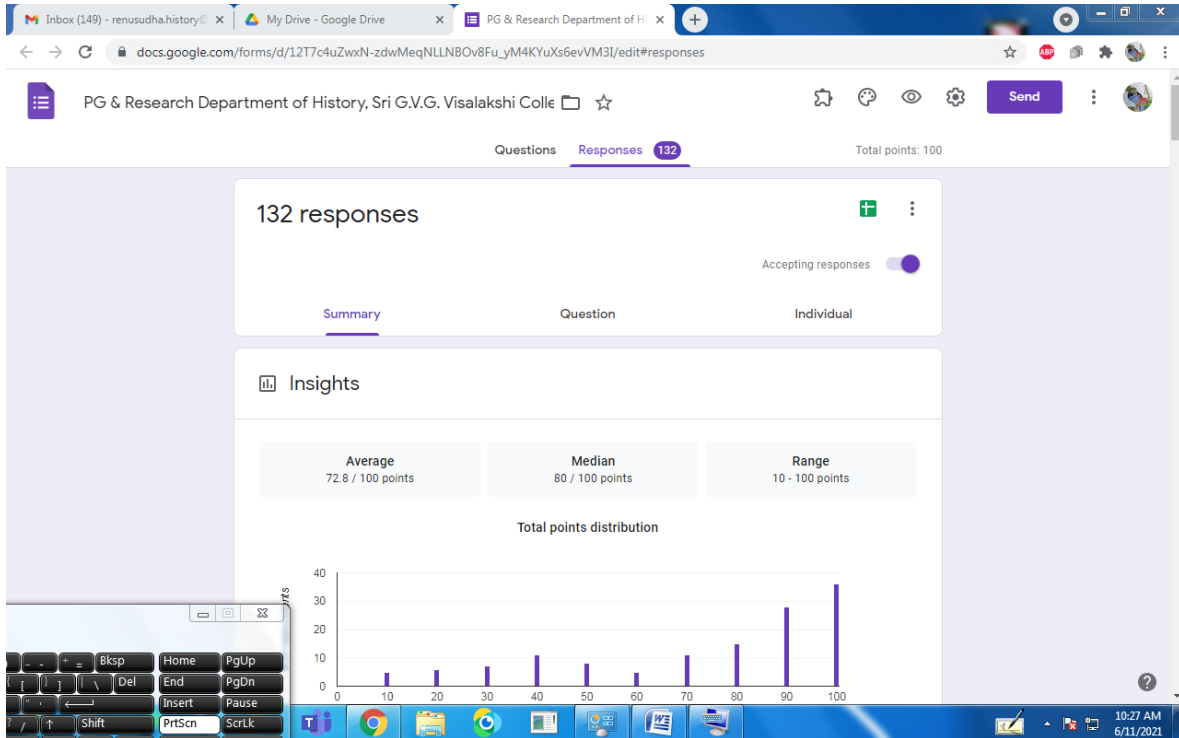 Inbox (149) - renusudha.history@
My Drive - Google Drive
PG & Research Department of Hi
docs.google.com/forms/d/12T7c4uZwxN-zdwMeqNLLNBOv8Fu_yM4KYuXs6evVM3I/edit#responses
ABP
PG & Research Department of History, Sri G.V.G. Visalakshi Colle
Send
Questions
Responses 132
Total points: 100
132 responses
Accepting responses
Summary
Question
Individual
Insights
Average
72.8 / 100 points
Median
80 / 100 points
Range
10 - 100 points
Total points distribution
40
30
20
10
0
0 10 20 30 40 50 60 70 80 90 100
- _ + = Bksp Home PgUp
{ [ } ] | \ Del End PgDn
" ' Insert Pause
? / ↑ Shift PrtScn ScrLk
10:27 AM
6/11/2021